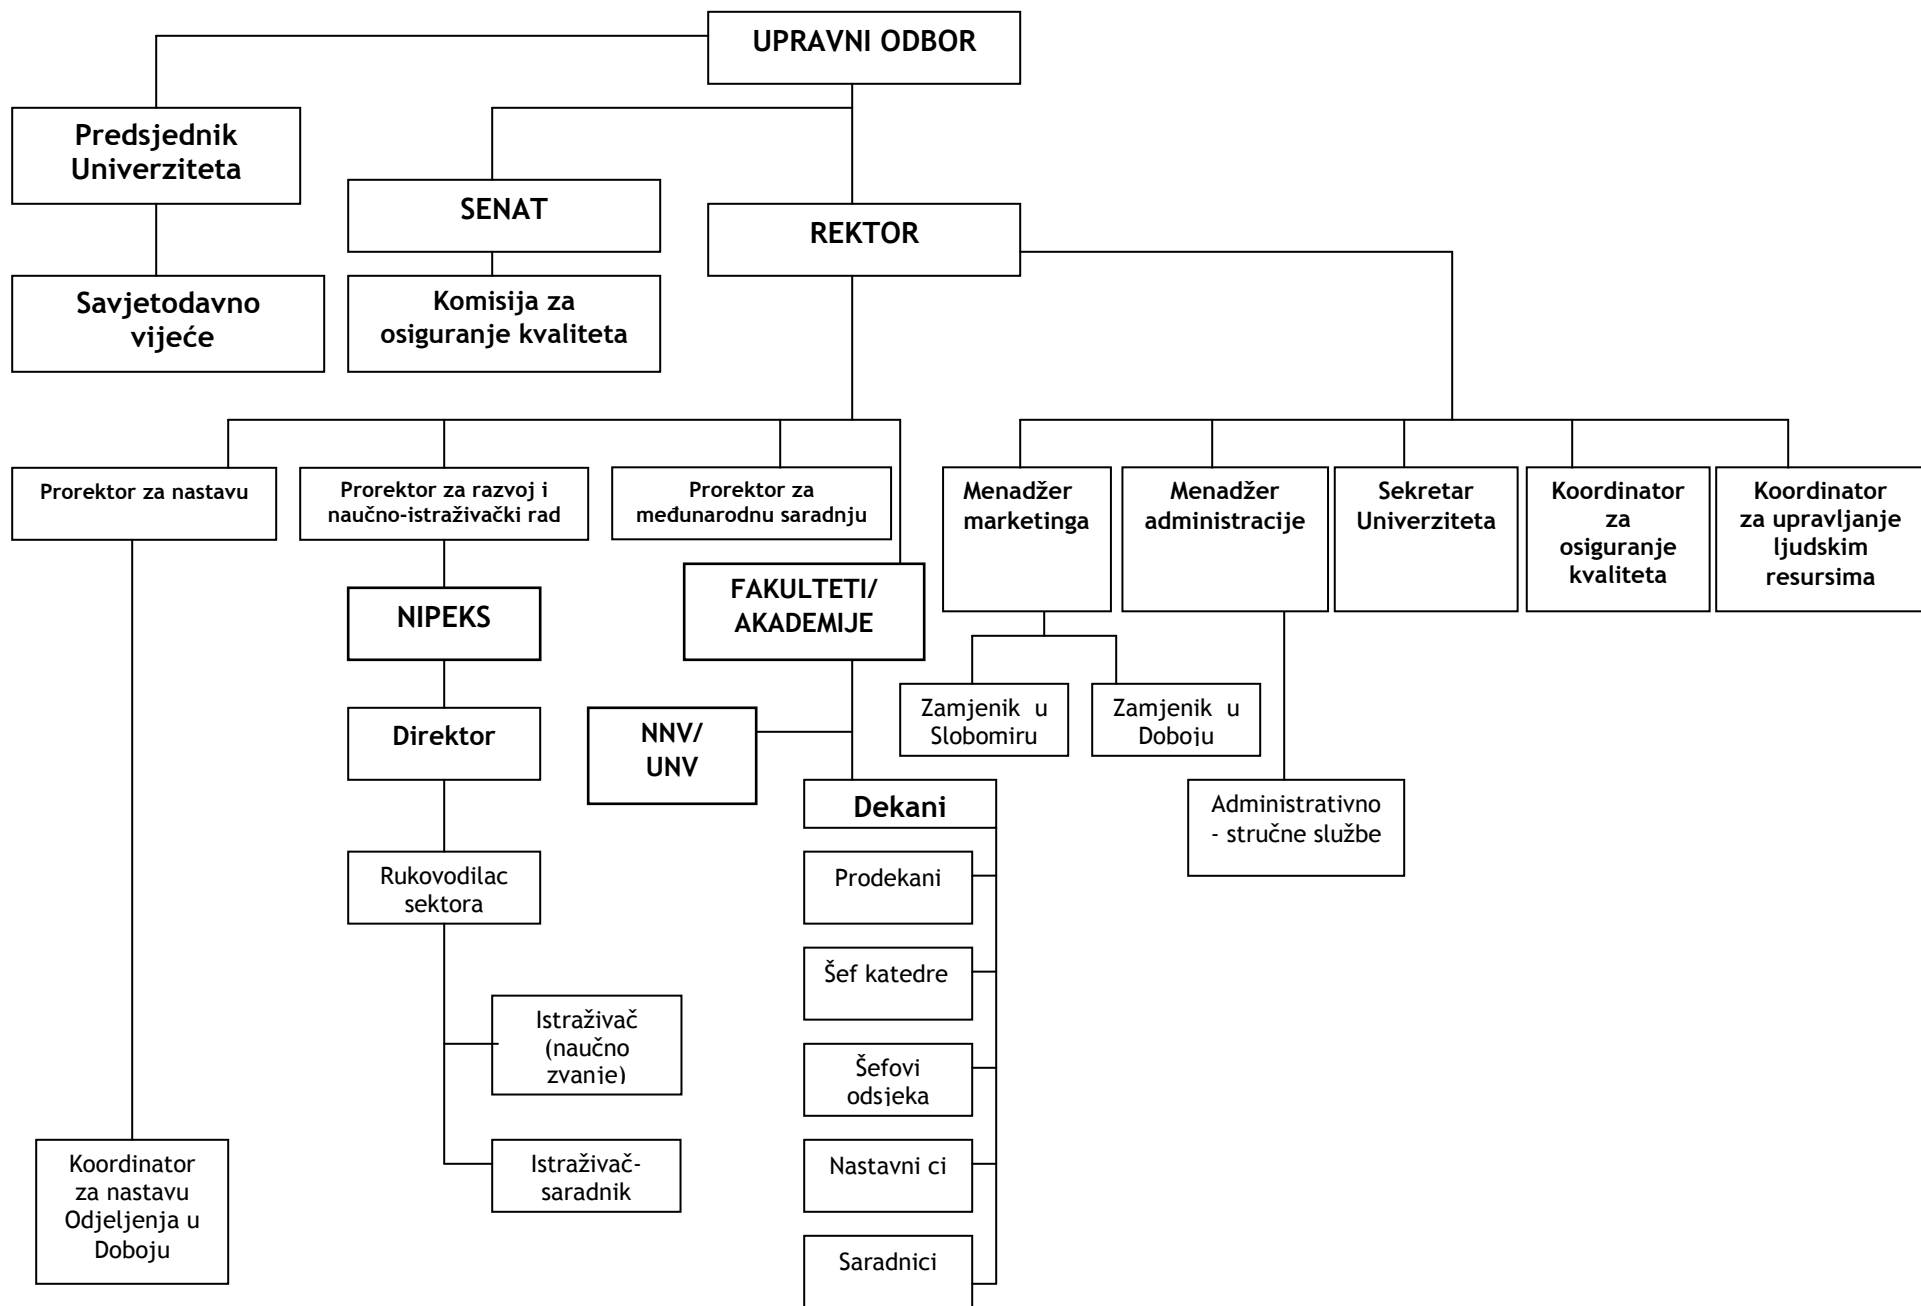 UPRAVNI ODBOR
Predsjednik
Univerziteta
SENAT
REKTOR
Savjetodavno
vijeće
Komisija za
osiguranje kvaliteta
Prorektor za nastavu
Prorektor za razvoj i
naučno-istraživački rad
Prorektor za
međunarodnu saradnju
Menadžer
marketinga
Menadžer
administracije
Sekretar
Univerziteta
Koordinator
za
osiguranje
kvaliteta
Koordinator
za upravljanje
ljudskim
resursima
NIPEKS
FAKULTETI/
AKADEMIJE
Direktor
NNV/
UNV
Zamjenik u
Slobomiru
Zamjenik u
Doboju
Dekani
Administrativno
- stručne službe
Rukovodilac
sektora
Prodekani
Šef katedre
Istraživač
(naučno
zvanje)
Šefovi
odsjeka
Koordinator
za nastavu
Odjeljenja u
Doboju
Istraživač-
saradnik
Nastavni ci
Saradnici